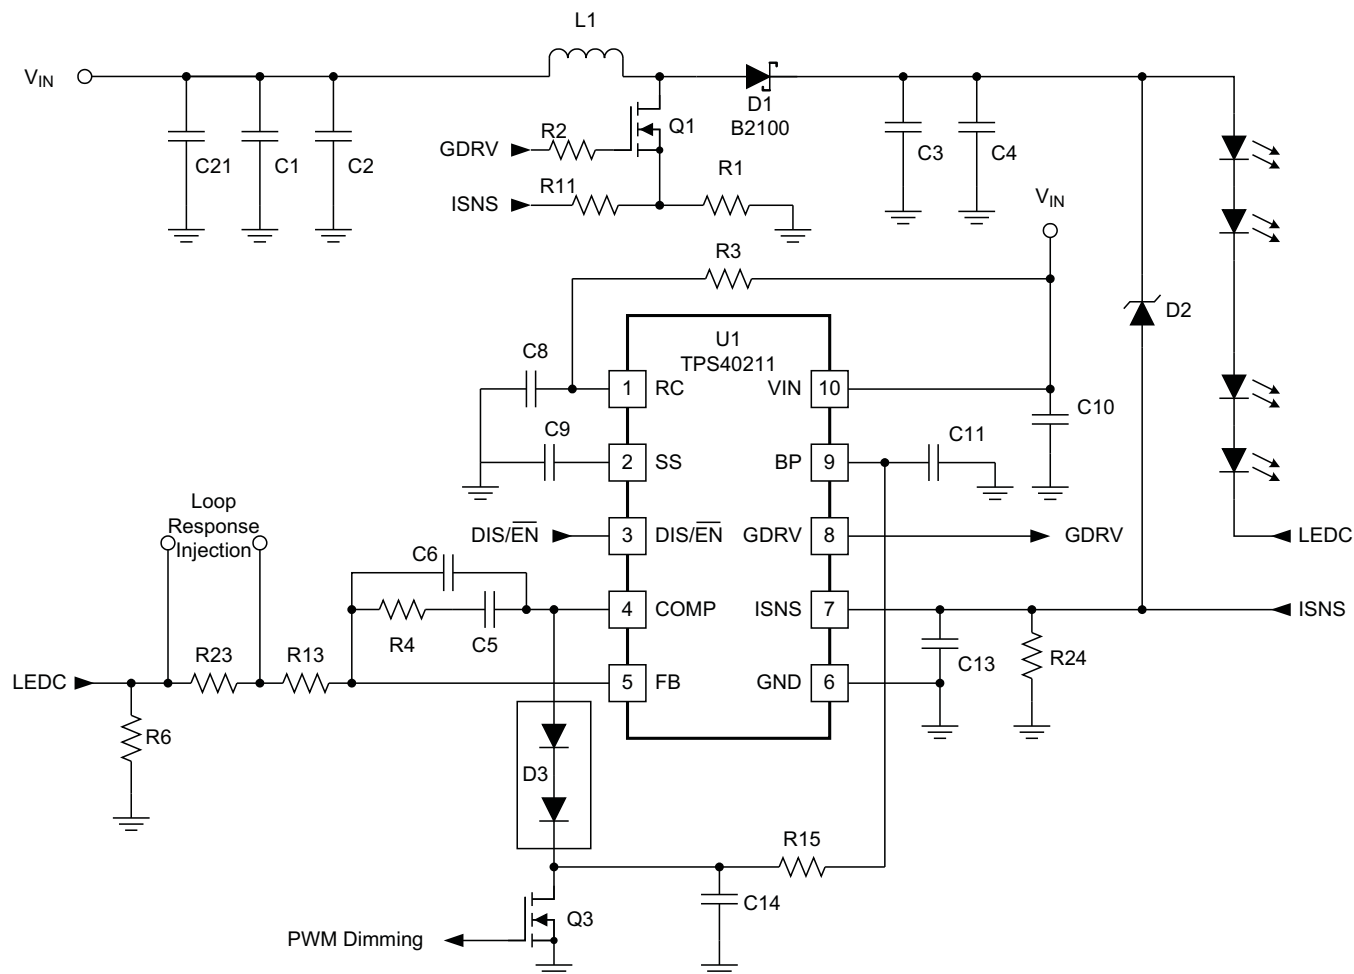 L1
VIN
D1
B2100
R2
Q1
GDRV
C21
C1
C2
C3
C4
R11
R1
ISNS
VIN
R3
D2
U1
TPS40211
C8
1
RC
VIN
10
C10
C9
C11
2
SS
BP
9
Loop
Response
Injection
DIS/EN
3
DIS/EN
GDRV
8
GDRV
LEDC
C6
4
COMP
ISNS
7
ISNS
R4
C5
C13
R24
R23
R13
LEDC
5
FB
GND
6
R6
D3
R15
C14
Q3
PWM Dimming